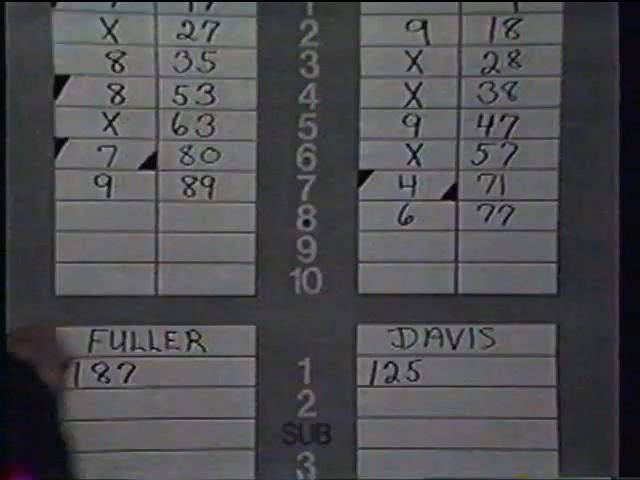 X 27 2 9 18
8 35 3 X 28
8 53 4 X 38
X 63 5 9 47
7 80 6 X 57
9 89 7 4 71
8 6 77
9
10
FULLER DAVIS
187 1 125
2
SUB
3